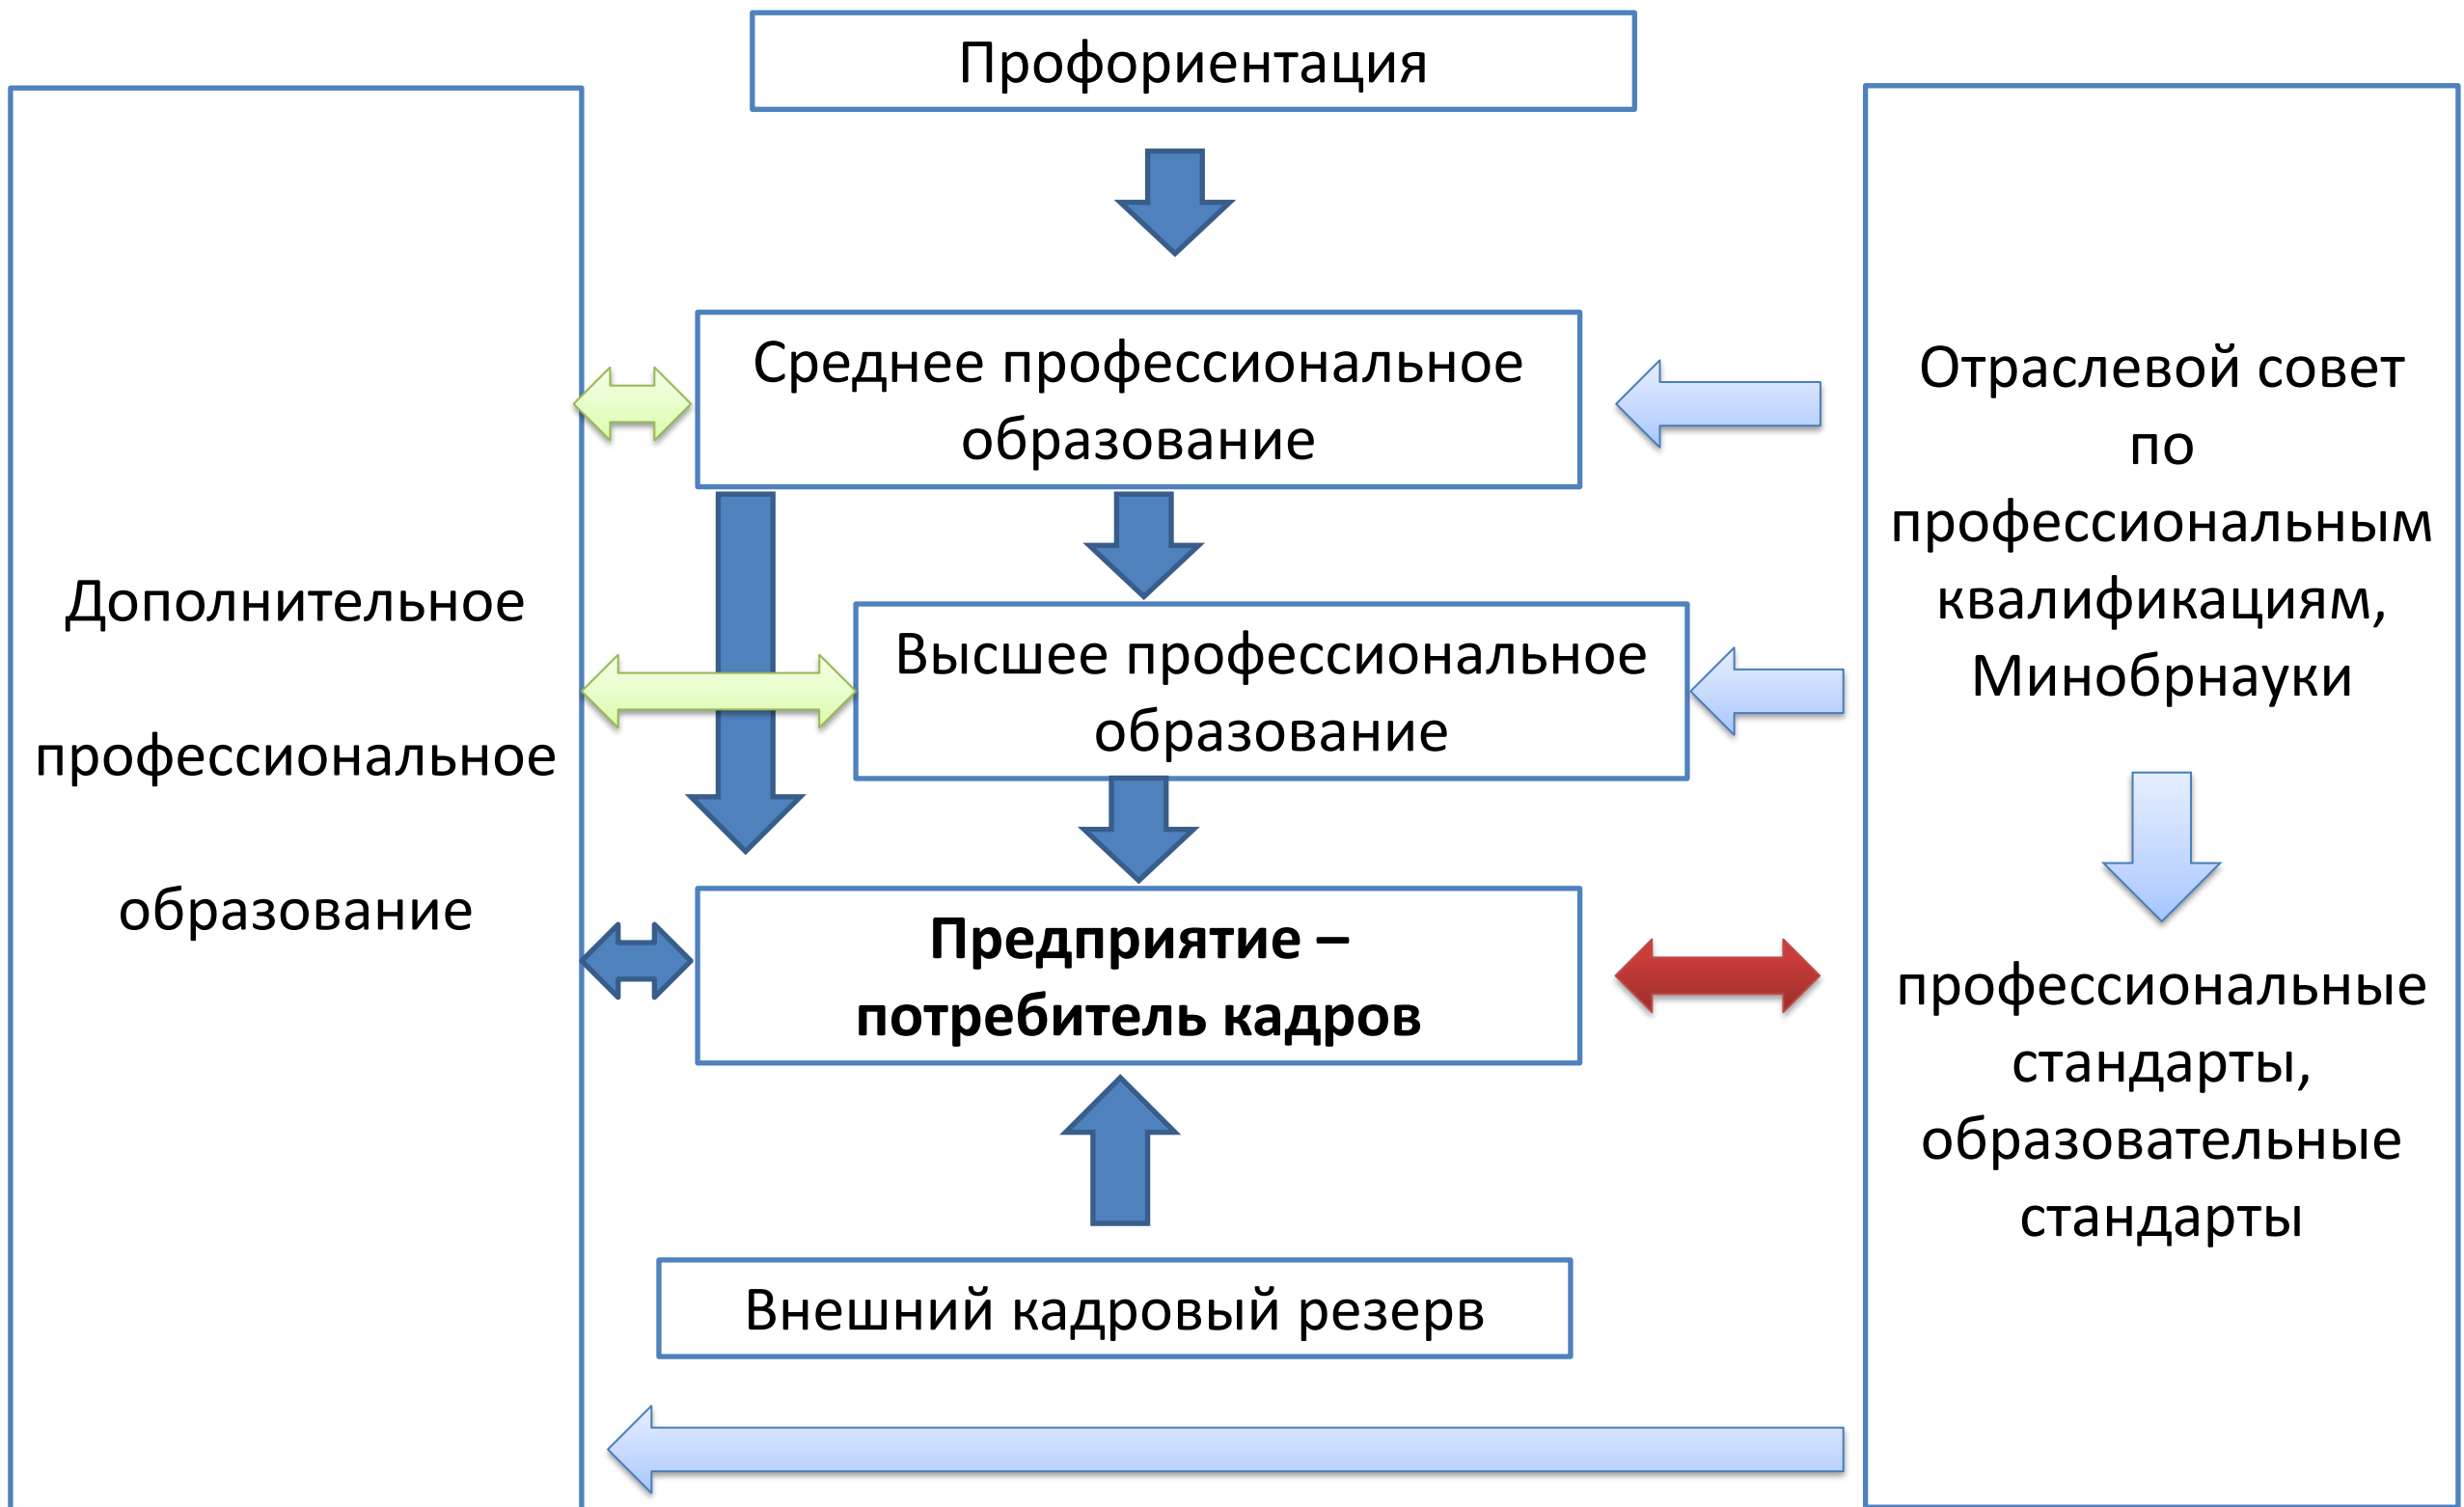 Профориентация
Среднее профессиональное
образование
Высшее профессиональное
образование
Предприятие –
потребитель кадров
Внешний кадровый резерв
Дополнительное
профессиональное
образование
Отраслевой совет
по
профессиональным
квалификациям,
Минобрнауки
профессиональные
стандарты,
образовательные
стандарты